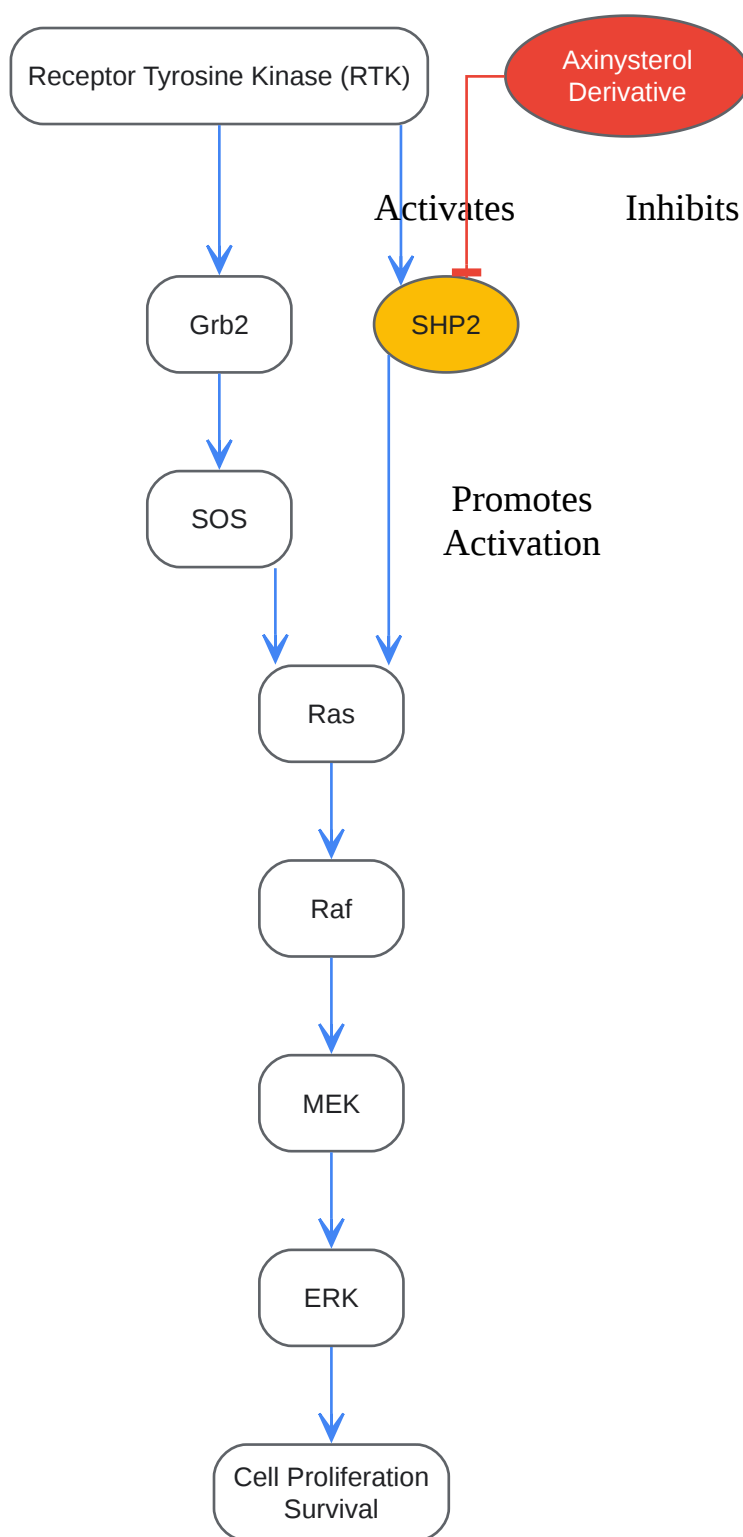 Receptor Tyrosine Kinase (RTK)
Axinysterol
Derivative
Activates
Inhibits
Grb2
SHP2
SOS
Promotes
Activation
Ras
Raf
MEK
ERK
Cell Proliferation
Survival